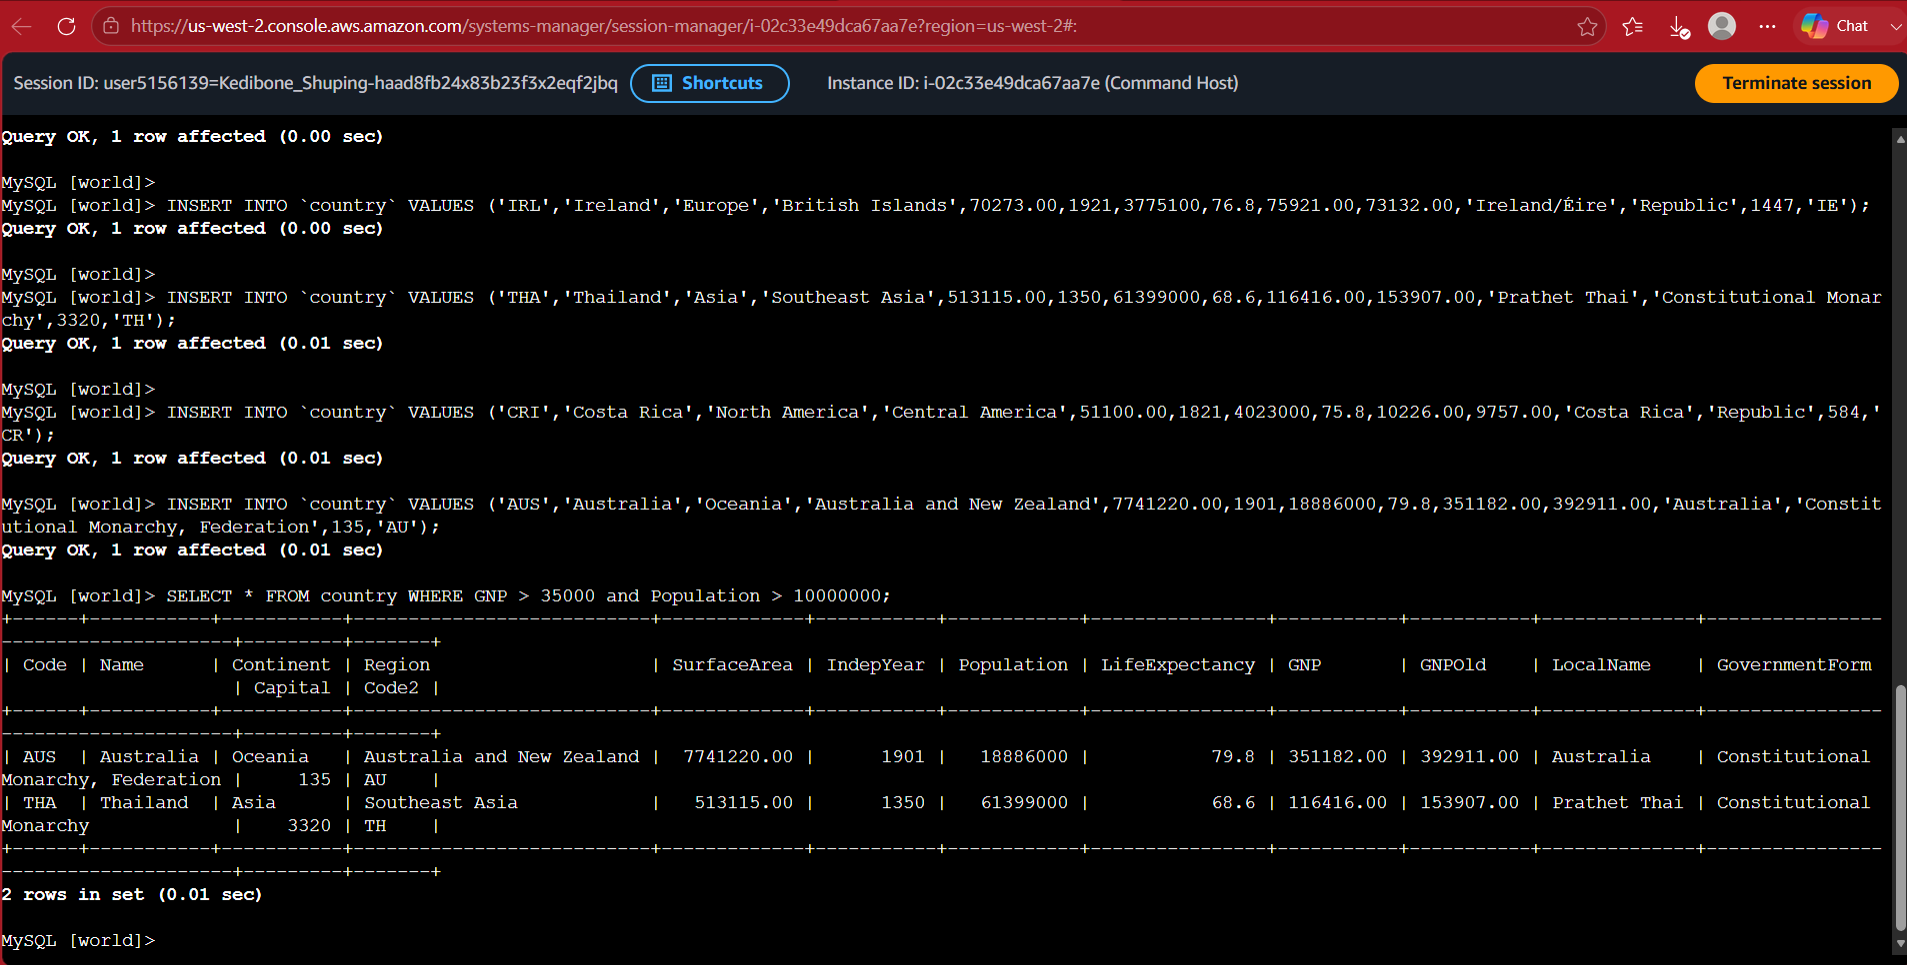 https://us-west-2.console.aws.amazon.com/systems-manager/session-manager/i-02c33e49dca67aa7e?region=us-west-2#:
Chat
Session ID: user5156139=Kedibone_Shuping-haad8fb24x83b23f3x2eqf2jbq
Shortcuts
Instance ID: i-02c33e49dca67aa7e (Command Host)
Terminate session
Query OK, 1 row affected (0.00 sec)
MySQL [world]>
MySQL [world]> INSERT INTO `country` VALUES ('IRL','Ireland','Europe','British Islands',70273.00,1921,3775100,76.8,75921.00,73132.00,'Ireland/Éire','Republic',1447,'IE');
Query OK, 1 row affected (0.00 sec)
MySQL [world]>
MySQL [world]> INSERT INTO `country` VALUES ('THA','Thailand','Asia','Southeast Asia',513115.00,1350,61399000,68.6,116416.00,153907.00,'Prathet Thai','Constitutional Monar
chy',3320,'TH');
Query OK, 1 row affected (0.01 sec)
MySQL [world]>
MySQL [world]> INSERT INTO `country` VALUES ('CRI','Costa Rica','North America','Central America',51100.00,1821,4023000,75.8,10226.00,9757.00,'Costa Rica','Republic',584,'
CR');
Query OK, 1 row affected (0.01 sec)
MySQL [world]> INSERT INTO `country` VALUES ('AUS','Australia','Oceania','Australia and New Zealand',7741220.00,1901,18886000,79.8,351182.00,392911.00,'Australia','Constit
utional Monarchy, Federation',135,'AU');
Query OK, 1 row affected (0.01 sec)
MySQL [world]> SELECT * FROM country WHERE GNP > 35000 and Population > 10000000;
+------+-----------+-----------+---------------------------+-------------+-----------+------------+----------------+-----------+-----------+--------------+----------------
---------------------+---------+-------+
| Code | Name | Continent | Region | SurfaceArea | IndepYear | Population | LifeExpectancy | GNP | GNPOld | LocalName | GovernmentForm
| Capital | Code2 |
+------+-----------+-----------+---------------------------+-------------+-----------+------------+----------------+-----------+-----------+--------------+----------------
---------------------+---------+-------+
| AUS | Australia | Oceania | Australia and New Zealand | 7741220.00 | 1901 | 18886000 | 79.8 | 351182.00 | 392911.00 | Australia | Constitutional
Monarchy, Federation | 135 | AU |
| THA | Thailand | Asia | Southeast Asia | 513115.00 | 1350 | 61399000 | 68.6 | 116416.00 | 153907.00 | Prathet Thai | Constitutional
Monarchy | 3320 | TH |
+------+-----------+-----------+---------------------------+-------------+-----------+------------+----------------+-----------+-----------+--------------+----------------
---------------------+---------+-------+
2 rows in set (0.01 sec)
MySQL [world]>